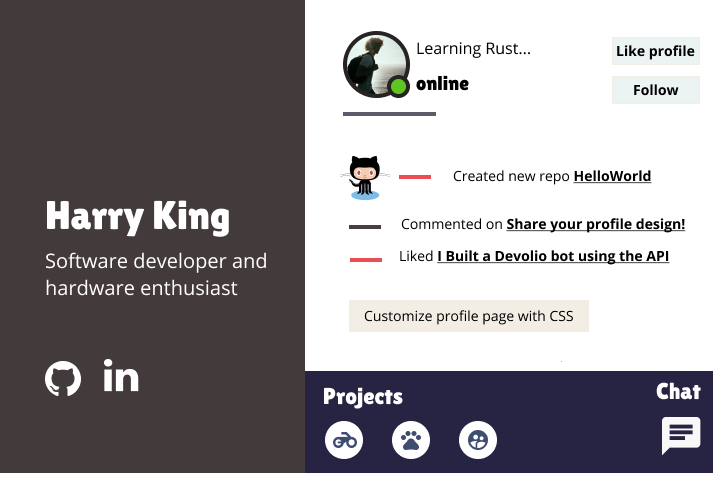 Harry King
Software developer and
hardware enthusiast
in
Learning Rust...
online
Like profile
Follow
Created new repo HelloWorld
Commented on Share your profile design!
Liked I Built a Devolio bot using the API
Customize profile page with CSS
Projects
Chat